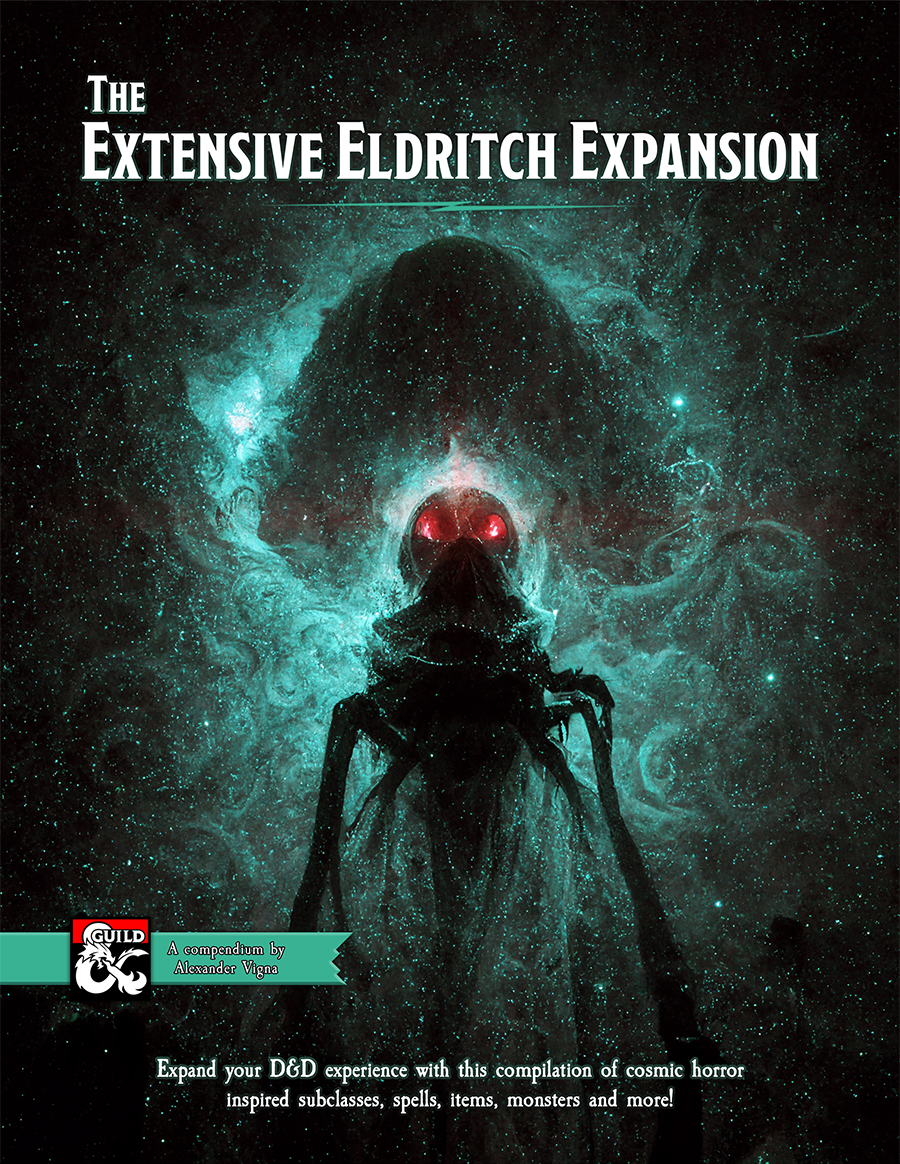 The
Extensive Eldritch Expansion
GUILD
A compendium by
Alexander Vigna
Expand your D&D experience with this compilation of cosmic horror
inspired subclasses, spells, items, monsters and more!